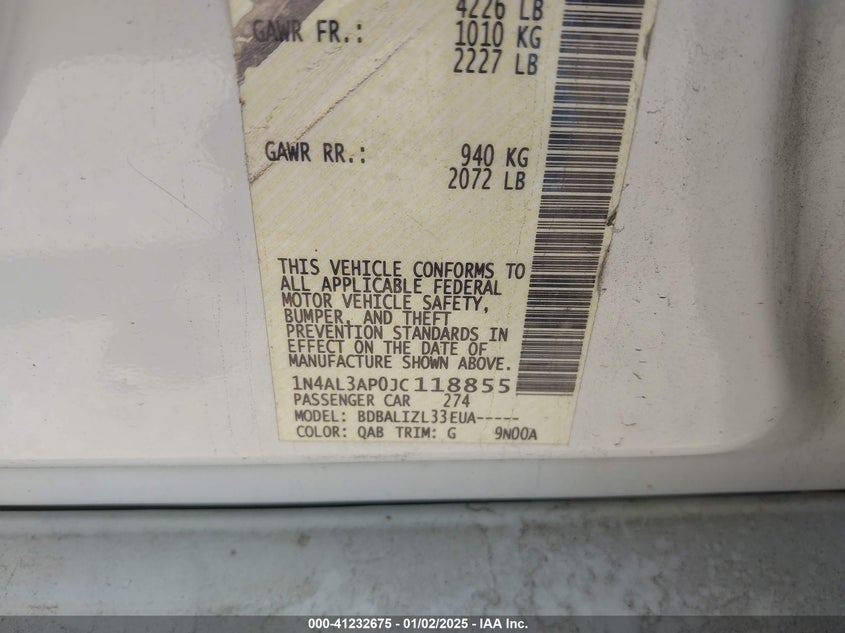 4226 LB
GAWR FR.: 1010 KG
2227 LB
GAWR RR.: 940 KG
2072 LB
THIS VEHICLE CONFORMS TO
ALL APPLICABLE FEDERAL
MOTOR VEHICLE SAFETY,
BUMPER, AND THEFT
PREVENTION STANDARDS IN
EFFECT ON THE DATE OF
MANUFACTURE SHOWN ABOVE.
1N4AL3AP0JC118855
PASSENGER CAR 274
MODEL: BDBALIZL33EUA-----
COLOR: QAB TRIM: G 9N00A
000-41232675 - 01/02/2025 - IAA Inc.